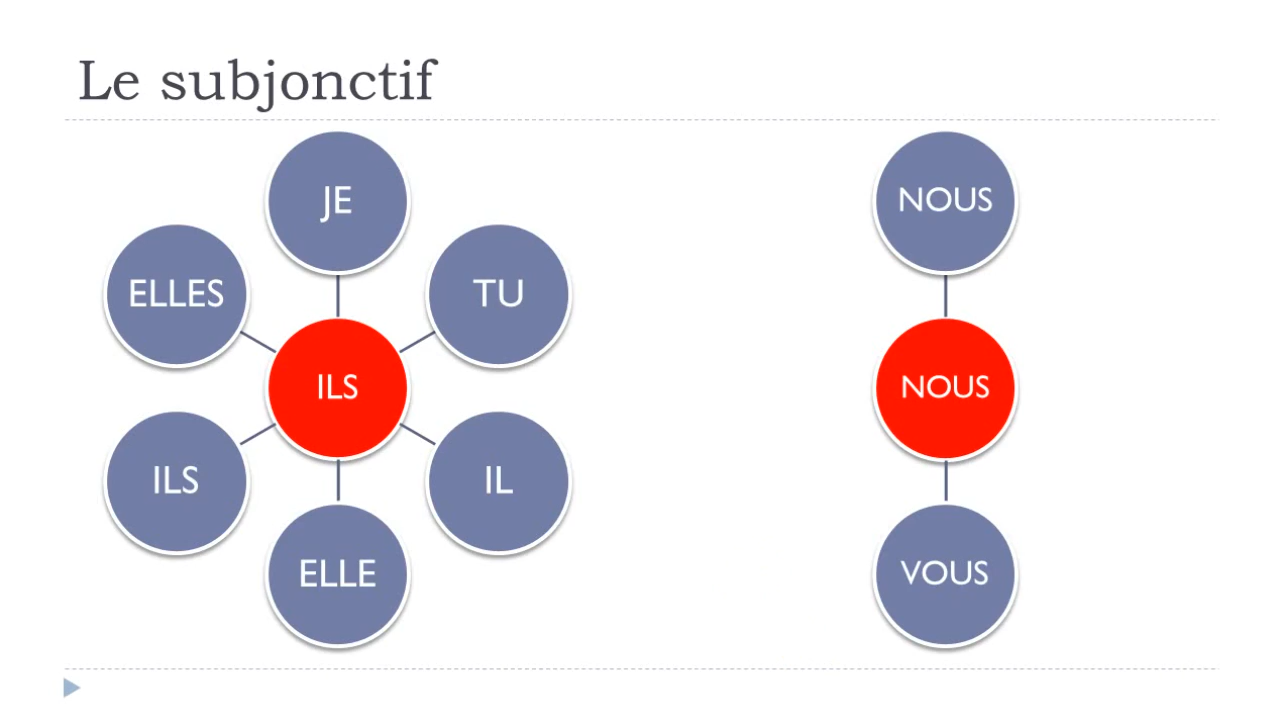 Le subjonctif
JE
TU
IL
ELLE
ILS
ELLES
ILS
NOUS
NOUS
VOUS